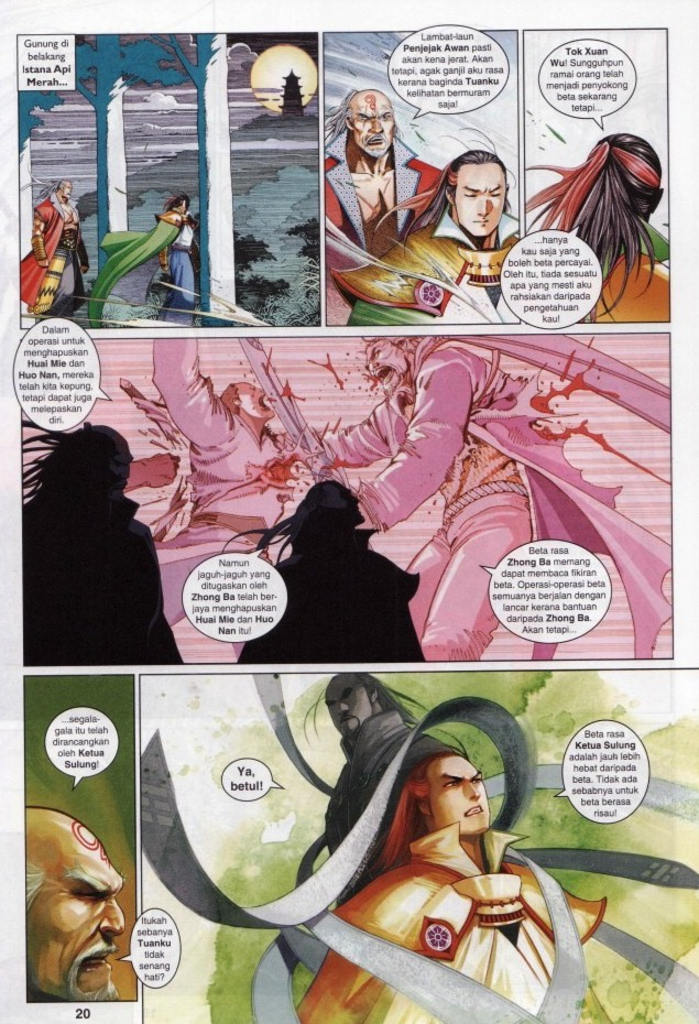 Gunung di
belakang
Istana Api
Merah...
Lambat-laun
Penjejak Awan pasti
akan kena jerat. Akan
tetapi, agak ganjil aku rasa
kerana baginda Tuanku
kelihatan bermuram
saja!
Tok Xuan
Wu! Sungguhpun
ramai orang telah
menjadi penyokong
beta sekarang
tetapi...
...hanya
kau saja yang
boleh beta percayai.
Oleh itu, tiada sesuatu
apa yang mesti aku
rahsiakan daripada
pengetahuan
kau!
Dalam
operasi untuk
menghapuskan
Huai Mie dan
Huo Nan, mereka
telah kita kepung,
tetapi dapat juga
melepaskan
diri.
Namun
jaguh-jaguh yang
ditugaskan oleh
Zhong Ba telah ber-
jaya menghapuskan
Huai Mie dan Huo
Nan itu!
Beta rasa
Zhong Ba memang
dapat membaca fikiran
beta. Operasi-operasi beta
semuanya berjalan dengan
lancar kerana bantuan
daripada Zhong Ba.
Akan tetapi...
...segala-
gala itu telah
dirancangkan
oleh Ketua
Sulung!
Itukah
sebanya
Tuanku
tidak
senang
hati?
Ya,
betul!
Beta rasa
Ketua Sulung
adalah jauh lebih
hebat daripada
beta. Tidak ada
sebabnya untuk
beta berasa
risau!
20